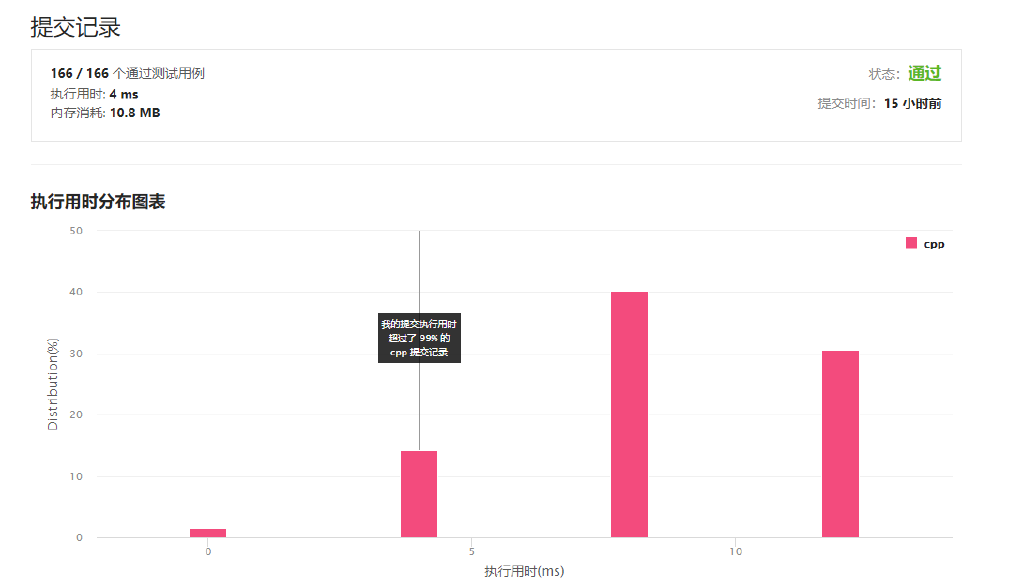 提交记录
166 / 166 个通过测试用例
状态：通过
执行用时: 4 ms
提交时间：15 小时前
内存消耗: 10.8 MB
执行用时分布图表
50
cpp
40
我的提交执行用时
超过了 99% 的
cpp 提交记录
30
Distribution(%)
20
10
0
0
5
10
执行用时(ms)